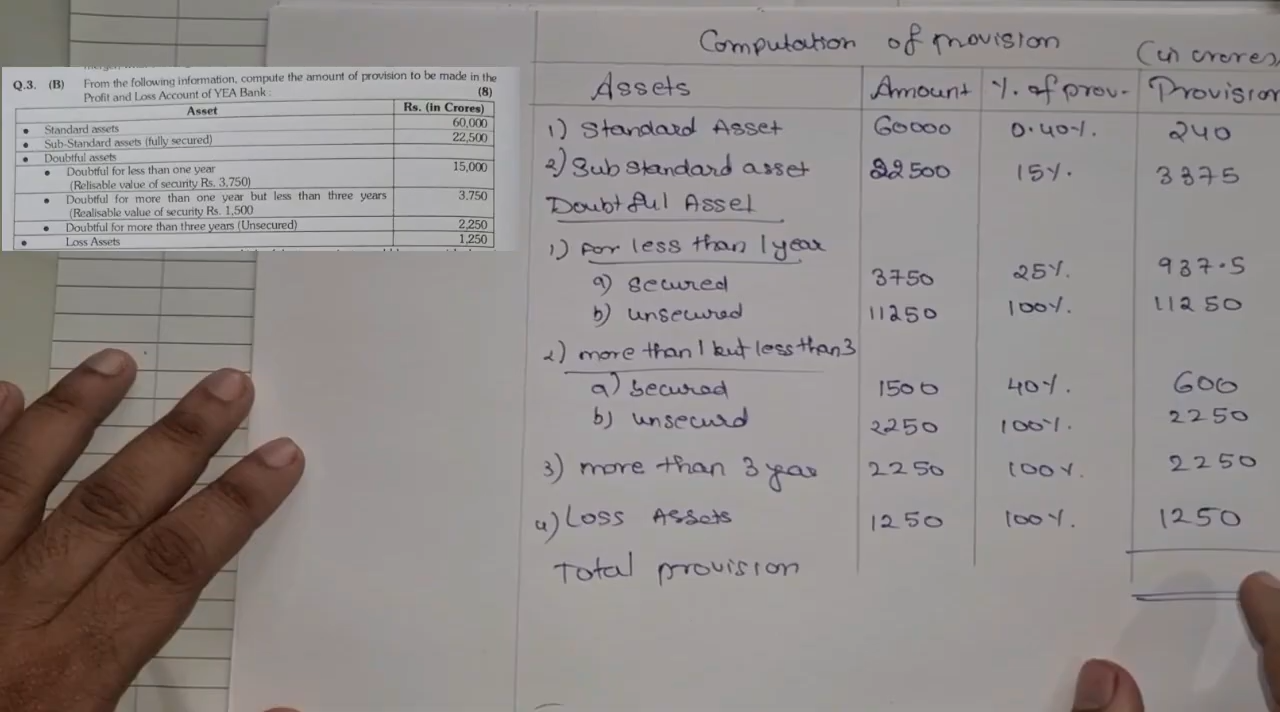 Q.3. (B) From the following information, compute the amount of provision to be made in the
Profit and Loss Account of YEA Bank : (8)
Asset Rs. (in Crores)
• Standard assets 60,000
• Sub-Standard assets (fully secured) 22,500
• Doubtful assets
• Doubtful for less than one year 15,000
(Relisable value of security Rs. 3,750)
• Doubtful for more than one year but less than three years 3,750
(Realisable value of security Rs. 1,500
• Doubtful for more than three years (Unsecured) 2,250
• Loss Assets 1,250
Computation of provision
(in crores)
Assets Amount %. of prov. Provision
1) Standard Asset 60000 0.40%. 240
2) Sub standard asset 22500 15%. 3375
Doubtful Asset
1) For less than 1 year
a) secured 3750 25%. 937.5
b) unsecured 11250 100%. 11250
2) more than 1 but less than 3
a) secured 1500 40%. 600
b) unsecurd 2250 100%. 2250
3) more than 3 year 2250 100%. 2250
4) Loss Assets 1250 100%. 1250
Total provision